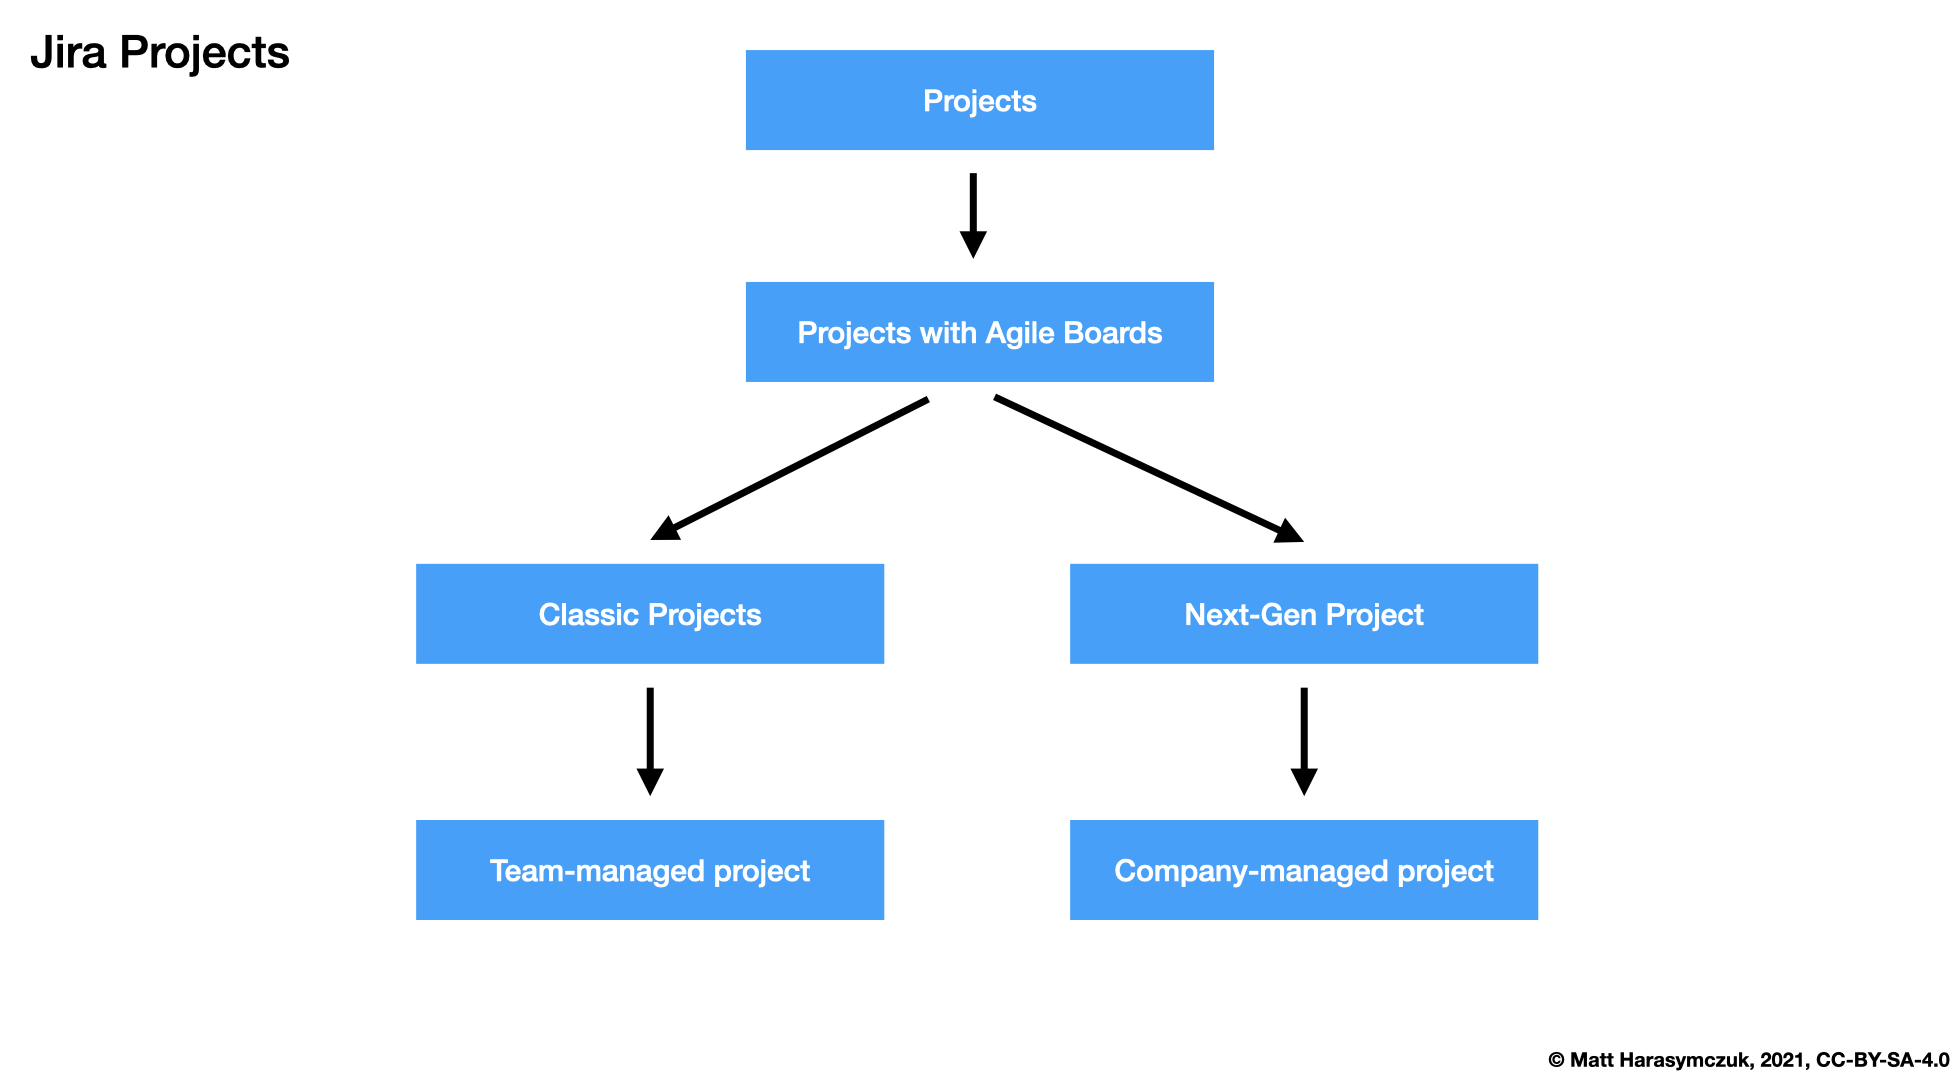 Jira Projects
Projects
Projects with Agile Boards
Classic Projects
Next-Gen Project
Team-managed project
Company-managed project
© Matt Harasymczuk, 2021, CC-BY-SA-4.0